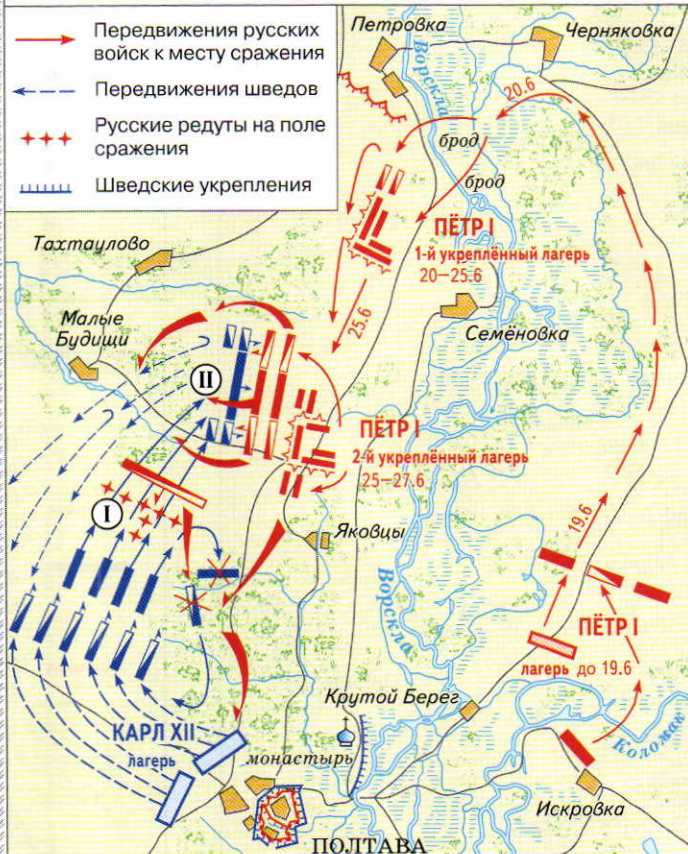 Передвижения русских
войск к месту сражения
Передвижения шведов
Русские редуты на поле
сражения
Шведские укрепления
Петровка
Черняковка
Ворскла
20.6
брод
брод
ПЁТР I
1-й укреплённый лагерь
20–25.6
Тахтаулово
25.6
Семёновка
Малые
Будищи
II
ПЁТР I
2-й укреплённый лагерь
25–27.6
I
19.6
Яковцы
Ворскла
ПЁТР I
лагерь до 19.6
Крутой Берег
КАРЛ XII
лагерь
монастырь
Коломак
Искровка
ПОЛТАВА